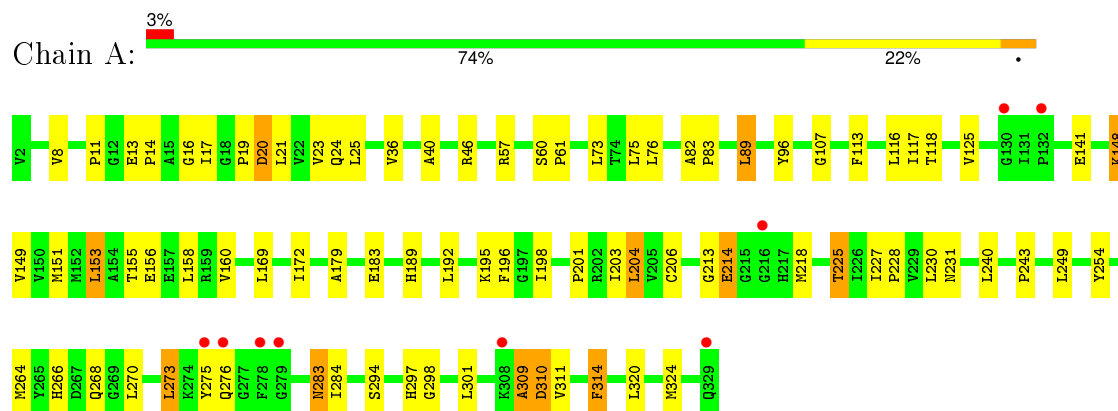 3%
Chain A:
74% 22% •
V2 V8 P11 G12 E13 P14 A15 G16 I17 G18 P19 D20 L21 V22 V23 Q24 L25 V36 A40 R46 R57 S60 P61 L73 T74 L75 L76 A82 P83 L89 Y96 G107 F113 L116 I117 T118 V125 G130 I131 P132 E141 K148
V149 V150 M151 M152 L153 A154 T155 E156 E157 L158 R159 V160 L169 I172 A179 E183 H189 L192 K195 F196 G197 I198 P201 R202 I203 L204 V205 C206 G213 E214 G215 G216 H217 M218 T225 I226 I227 P228 V229 L230 N231 L240 P243 L249 Y254
M264 Y265 H266 D267 Q268 G269 L270 L273 K274 Y275 Q276 G277 F278 G279 N283 I284 S294 H297 G298 L301 K308 A309 D310 V311 F314 L320 M324 Q329